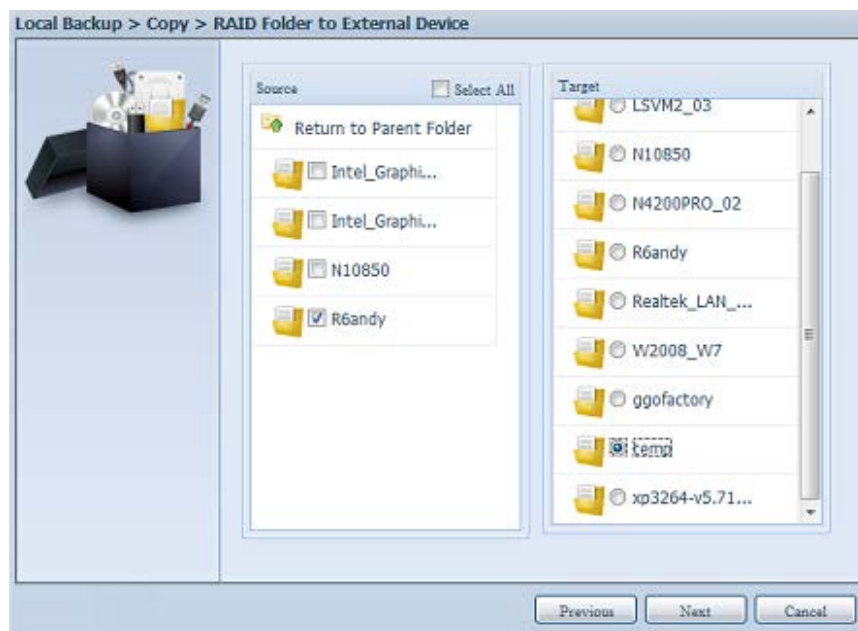 Local Backup > Copy > RAID Folder to External Device
Source
Select All
Return to Parent Folder
Intel_Graphi...
Intel_Graphi...
N10850
R6andy
Target
LSVM2_03
N10850
N4200PRO_02
R6andy
Realtek_LAN_...
W2008_W7
ggofactory
temp
xp3264-v5.71...
Previous
Next
Cancel